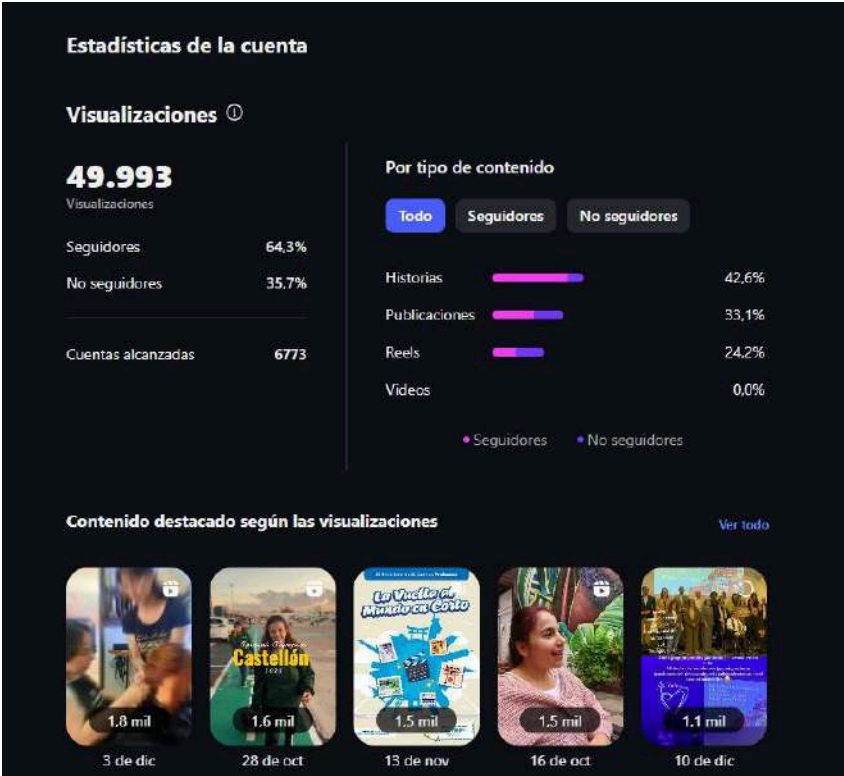 Estadísticas de la cuenta
Visualizaciones
49.993
Visualizaciones
Seguidores 64,3%
No seguidores 35,7%
Cuentas alcanzadas 6773
Por tipo de contenido
Todo Seguidores No seguidores
Historias 42,6%
Publicaciones 33,1%
Reels 24,2%
Videos 0,0%
Seguidores No seguidores
Contenido destacado según las visualizaciones
Ver todo
Castellón
La Vuelta al
Mundo en Corto
1.8 mil 1.6 mil 1.5 mil 1.5 mil 1.1 mil
3 de dic 28 de oct 13 de nov 16 de oct 10 de dic